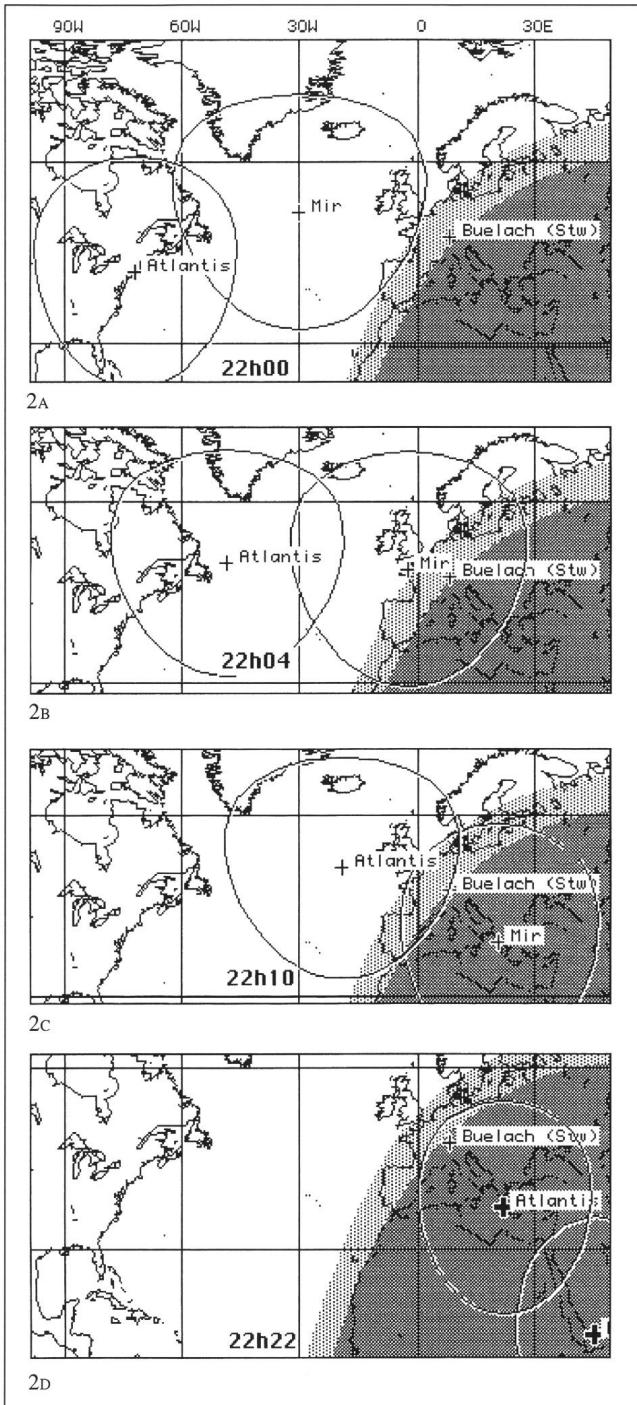 90W 60W 30W 0 30E
Mir
Buelach (Stw)
Atlantis
22h00
2A
Atlantis
Mir
Buelach (Stw)
22h04
2B
Atlantis
Buelach (Stw)
Mir
22h10
2C
Buelach (Stw)
Atlantis
22h22
2D